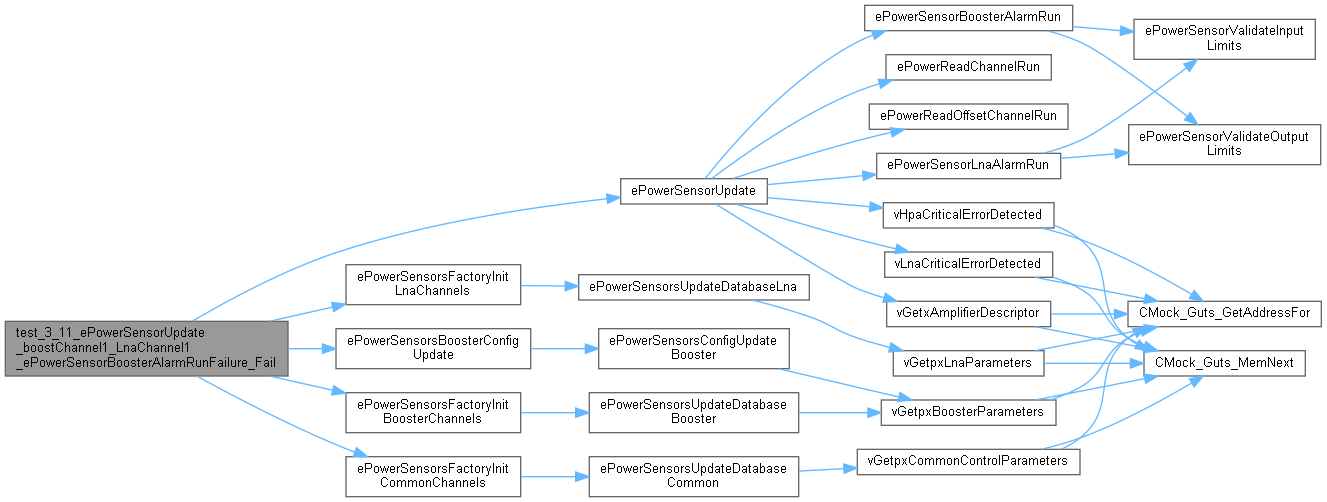 test_3_11_ePowerSensorUpdate
_boostChannel1_LnaChannel1
_ePowerSensorBoosterAlarmRunFailure_Fail
ePowerSensorUpdate
ePowerSensorsFactoryInit
LnaChannels
ePowerSensorsBoosterConfig
Update
ePowerSensorsFactoryInit
BoosterChannels
ePowerSensorsFactoryInit
CommonChannels
ePowerSensorsUpdateDatabaseLna
ePowerSensorsConfigUpdate
Booster
ePowerSensorsUpdateDatabase
Booster
ePowerSensorsUpdateDatabase
Common
ePowerSensorBoosterAlarmRun
ePowerReadChannelRun
ePowerReadOffsetChannelRun
ePowerSensorLnaAlarmRun
vHpaCriticalErrorDetected
vLnaCriticalErrorDetected
vGetxAmplifierDescriptor
vGetpxLnaParameters
vGetpxBoosterParameters
vGetpxCommonControlParameters
ePowerSensorValidateInput
Limits
ePowerSensorValidateOutput
Limits
CMock_Guts_GetAddressFor
CMock_Guts_MemNext